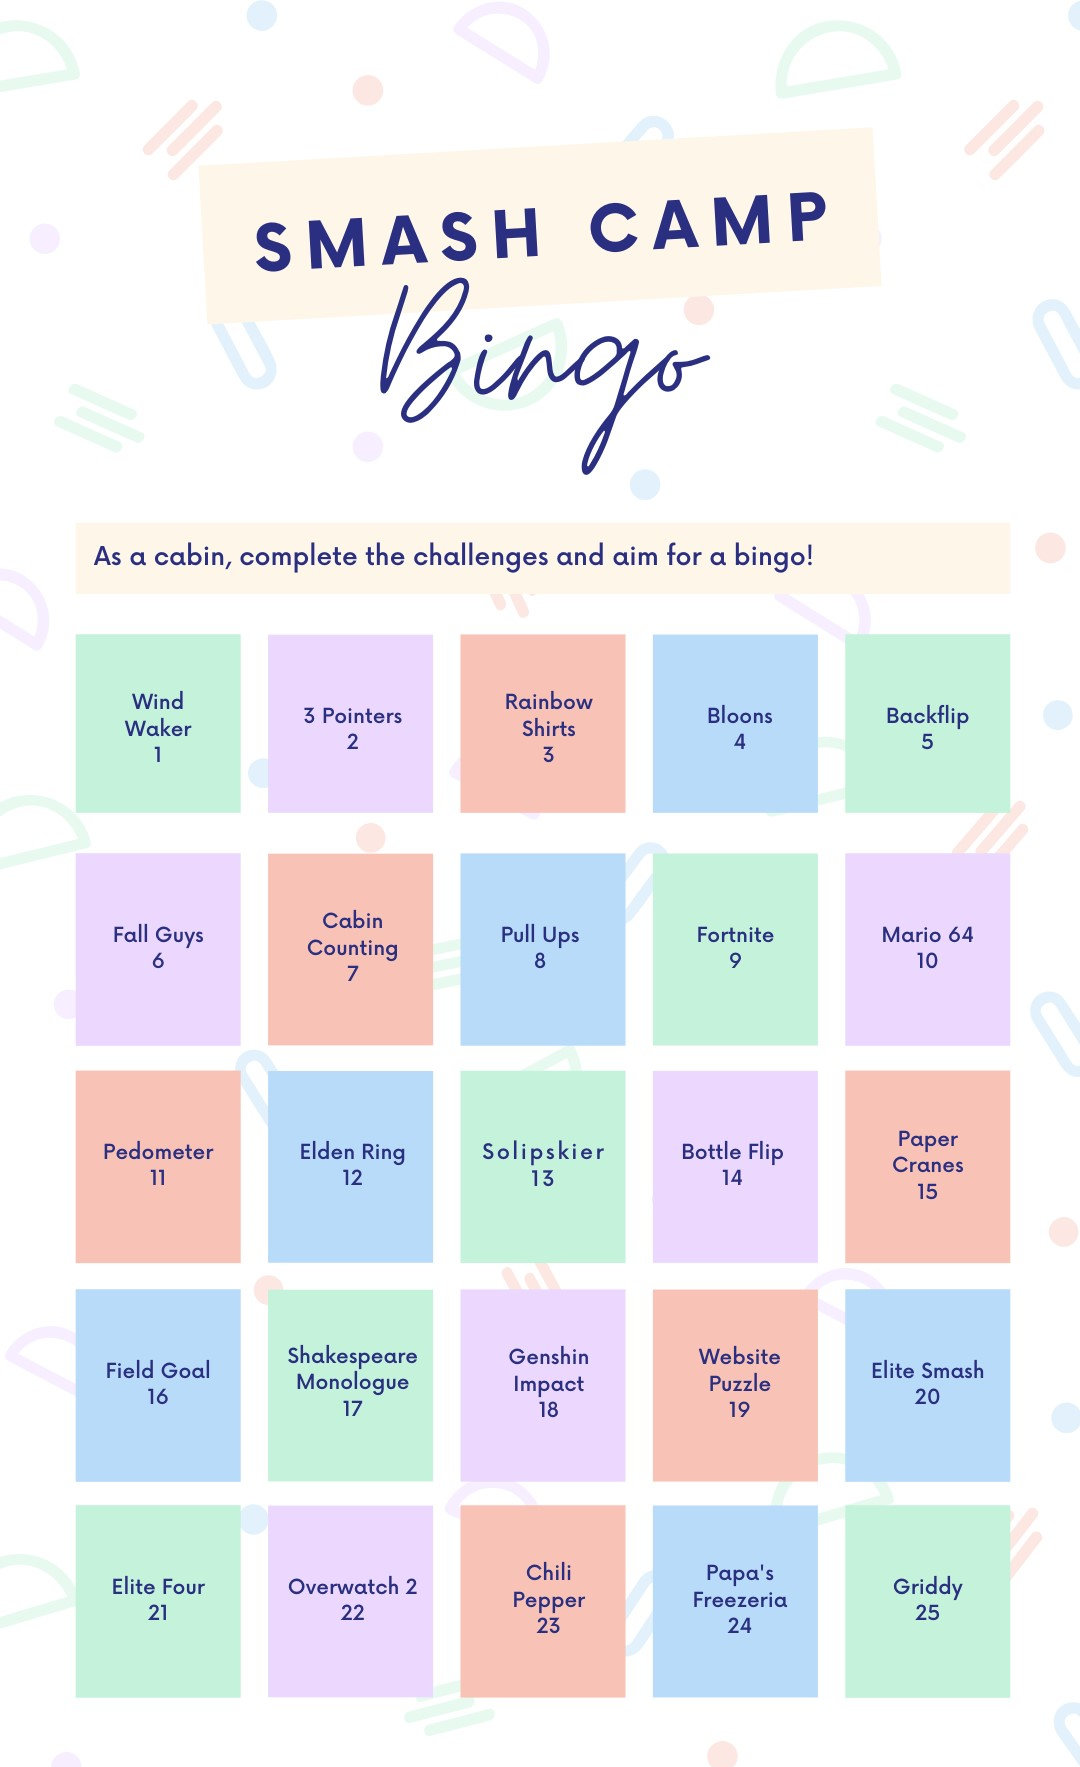 SMASH CAMP
Bingo
As a cabin, complete the challenges and aim for a bingo!
Wind
Waker
1
3 Pointers
2
Rainbow
Shirts
3
Bloons
4
Backflip
5
Fall Guys
6
Cabin
Counting
7
Pull Ups
8
Fortnite
9
Mario 64
10
Pedometer
11
Elden Ring
12
Solipskier
13
Bottle Flip
14
Paper
Cranes
15
Field Goal
16
Shakespeare
Monologue
17
Genshin
Impact
18
Website
Puzzle
19
Elite Smash
20
Elite Four
21
Overwatch 2
22
Chili
Pepper
23
Papa's
Freezeria
24
Griddy
25